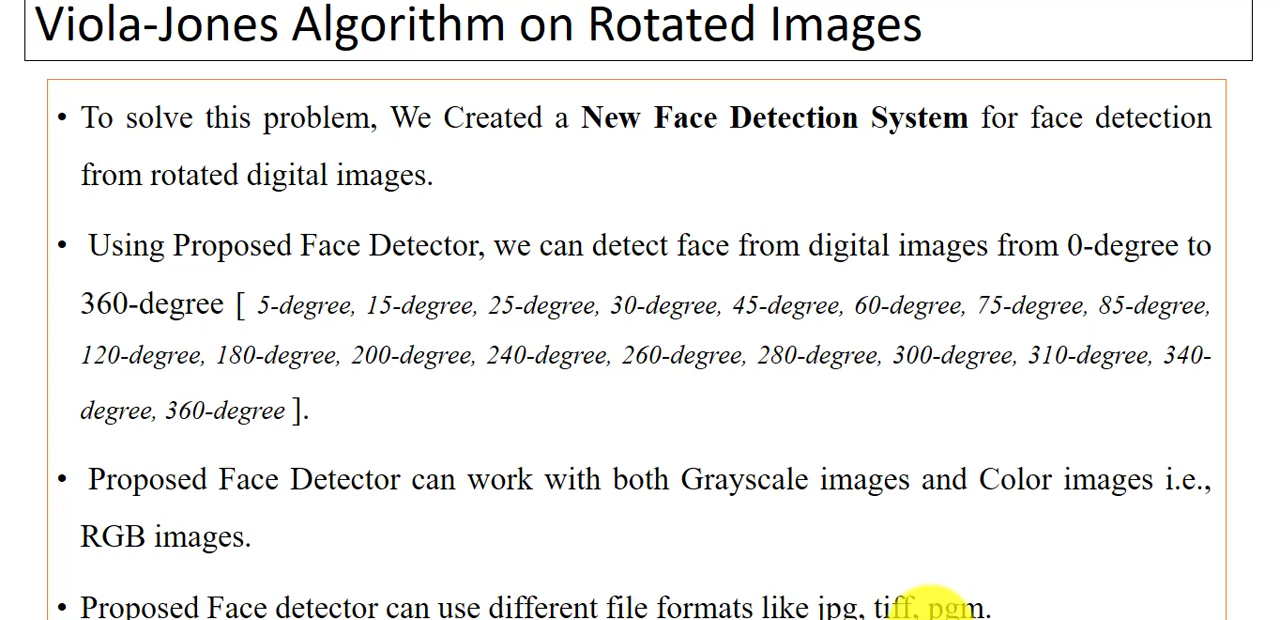 Viola-Jones Algorithm on Rotated Images
• To solve this problem, We Created a New Face Detection System for face detection
from rotated digital images.
• Using Proposed Face Detector, we can detect face from digital images from 0-degree to
360-degree [ 5-degree, 15-degree, 25-degree, 30-degree, 45-degree, 60-degree, 75-degree, 85-degree,
120-degree, 180-degree, 200-degree, 240-degree, 260-degree, 280-degree, 300-degree, 310-degree, 340-
degree, 360-degree ].
• Proposed Face Detector can work with both Grayscale images and Color images i.e.,
RGB images.
• Proposed Face detector can use different file formats like jpg, tiff, pgm.